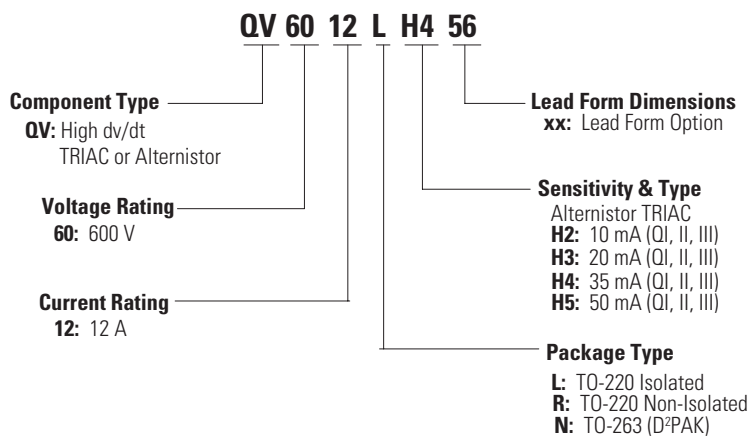 QV 60 12 L H4 56
Component Type
QV: High dv/dt
TRIAC or Alternistor
Voltage Rating
60: 600 V
Current Rating
12: 12 A
Lead Form Dimensions
xx: Lead Form Option
Sensitivity & Type
Alternistor TRIAC
H2: 10 mA (QI, II, III)
H3: 20 mA (QI, II, III)
H4: 35 mA (QI, II, III)
H5: 50 mA (QI, II, III)
Package Type
L: TO-220 Isolated
R: TO-220 Non-Isolated
N: TO-263 (D²PAK)